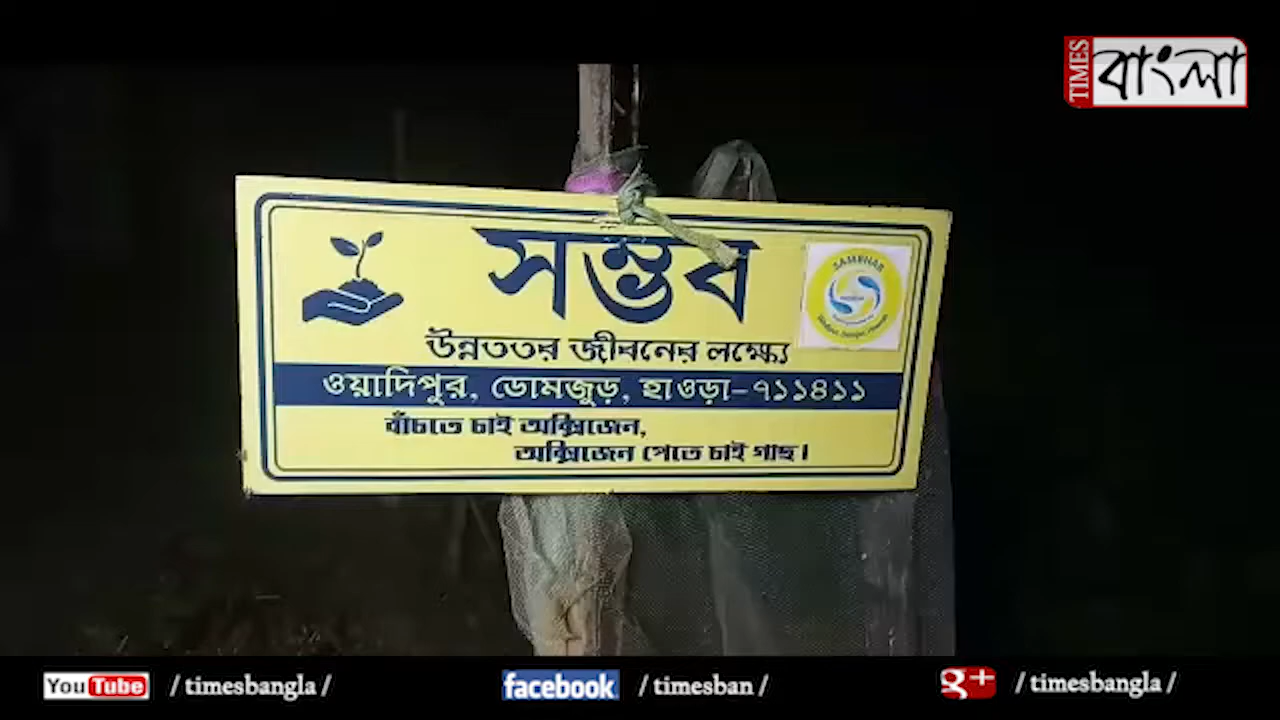 TIMES বাংলা
সম্ভব
SAMBHAB
উন্নততর জীবনের লক্ষ্যে
ওয়াদিপুর, ডোমজুড়, হাওড়া-৭১১৪১১
বাঁচতে চাই অক্সিজেন,
অক্সিজেন পেতে চাই গাছ।
YouTube / timesbangla / facebook / timesban / g+ / timesbangla /